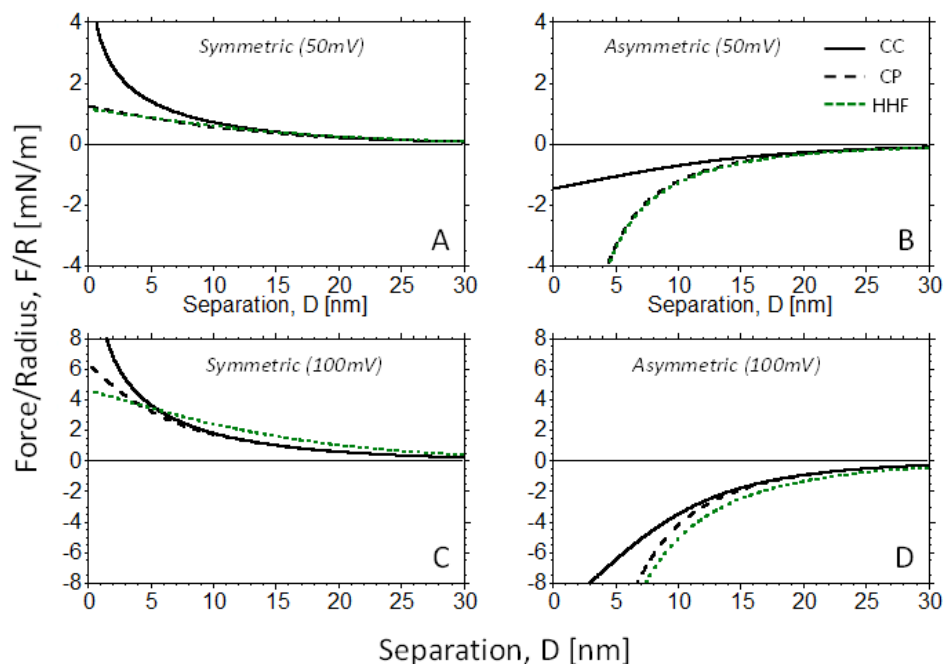 Force/Radius, F/R [mN/m]
4
2
0
-2
-4
Symmetric (50mV)
A
0 5 10 15 20 25 30
Separation, D [nm]
Asymmetric (50mV)
CC
CP
HHF
4
2
0
-2
-4
B
0 5 10 15 20 25 30
Separation, D [nm]
8
6
4
2
0
-2
-4
-6
-8
Symmetric (100mV)
C
0 5 10 15 20 25 30
8
6
4
2
0
-2
-4
-6
-8
Asymmetric (100mV)
D
0 5 10 15 20 25 30
Separation, D [nm]